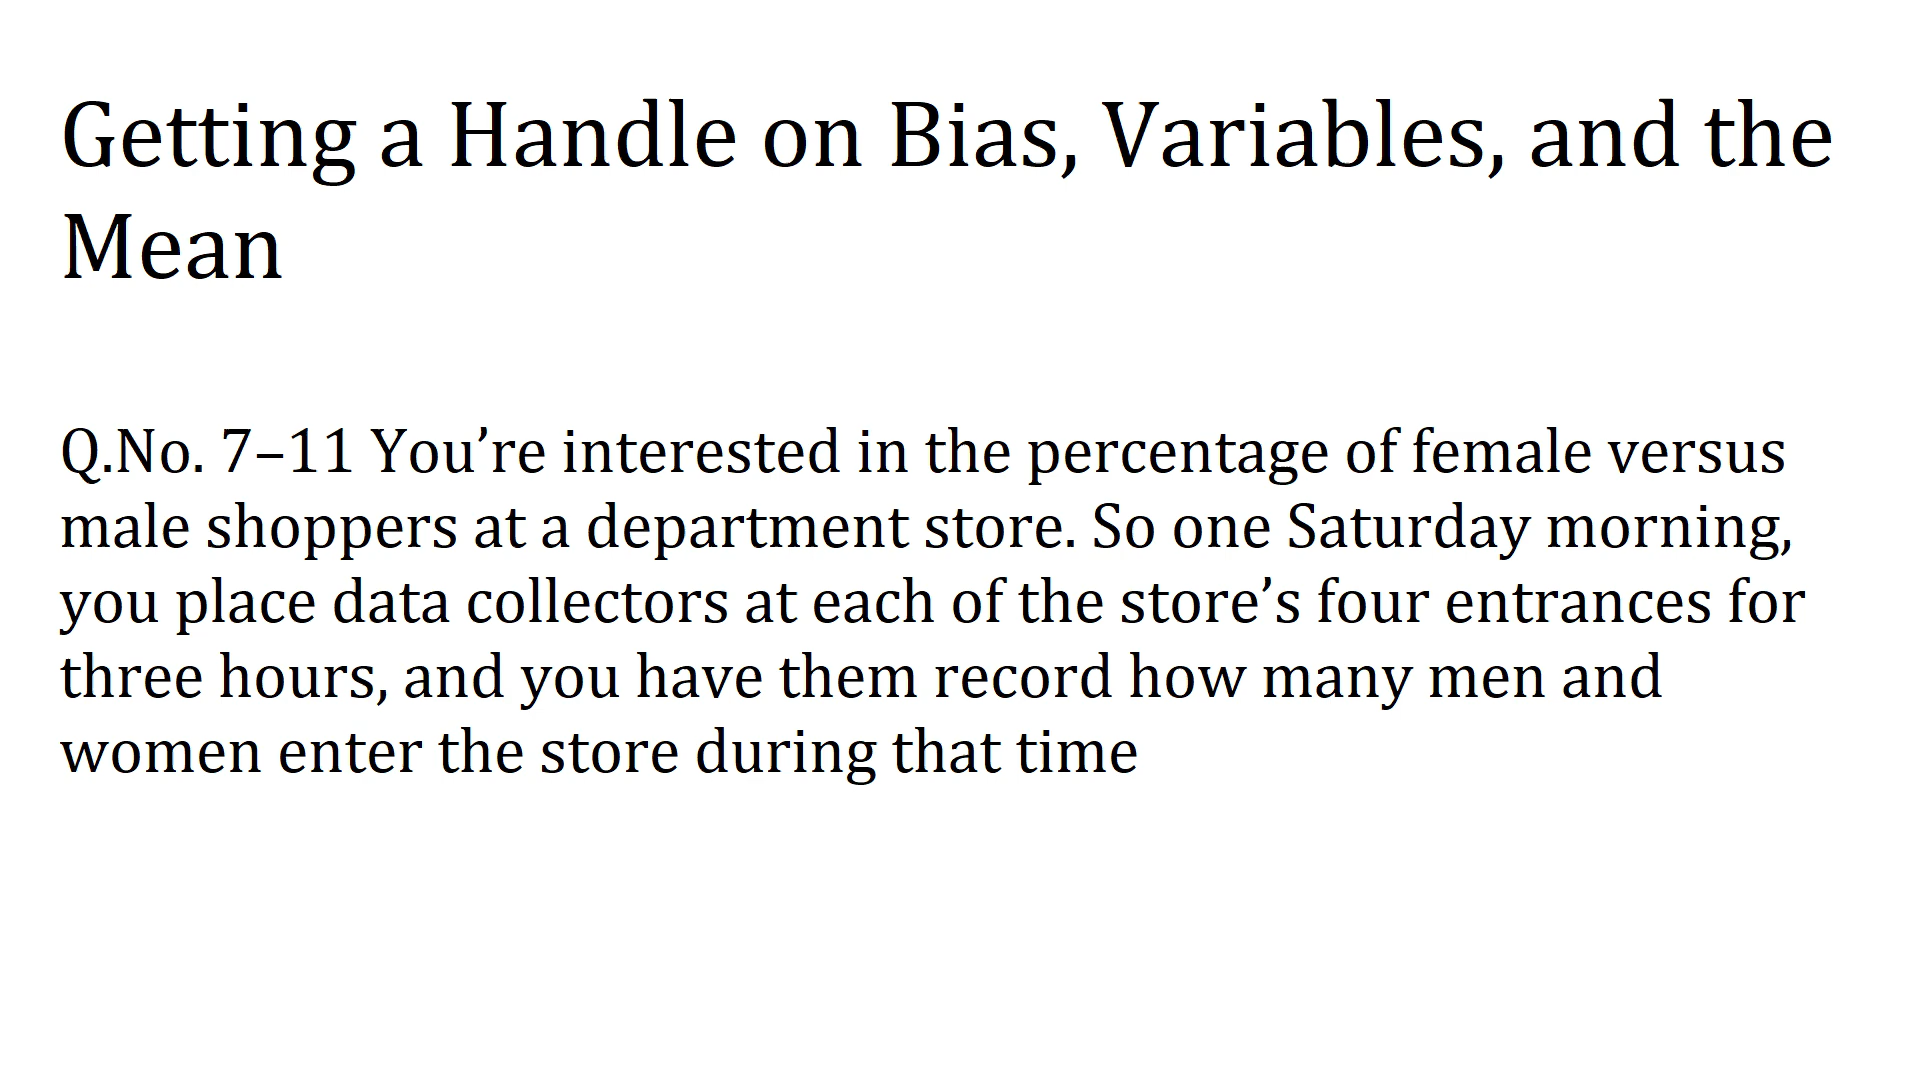 Getting a Handle on Bias, Variables, and the
Mean
Q.No. 7–11 You’re interested in the percentage of female versus
male shoppers at a department store. So one Saturday morning,
you place data collectors at each of the store’s four entrances for
three hours, and you have them record how many men and
women enter the store during that time